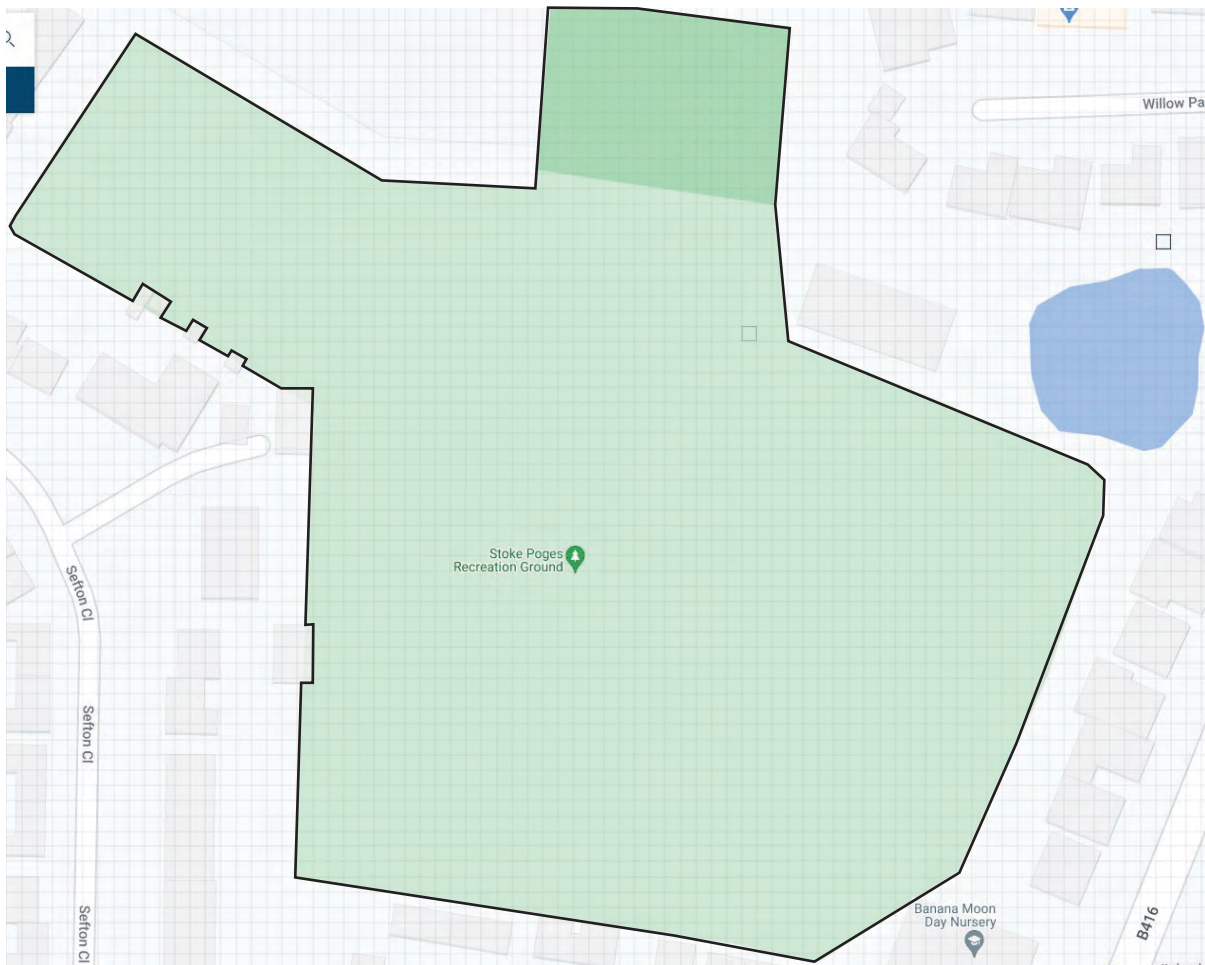 Willow Pa
Stoke Poges
Recreation Ground
Sefton Cl
Sefton Cl
Sefton Cl
Banana Moon
Day Nursery
B416